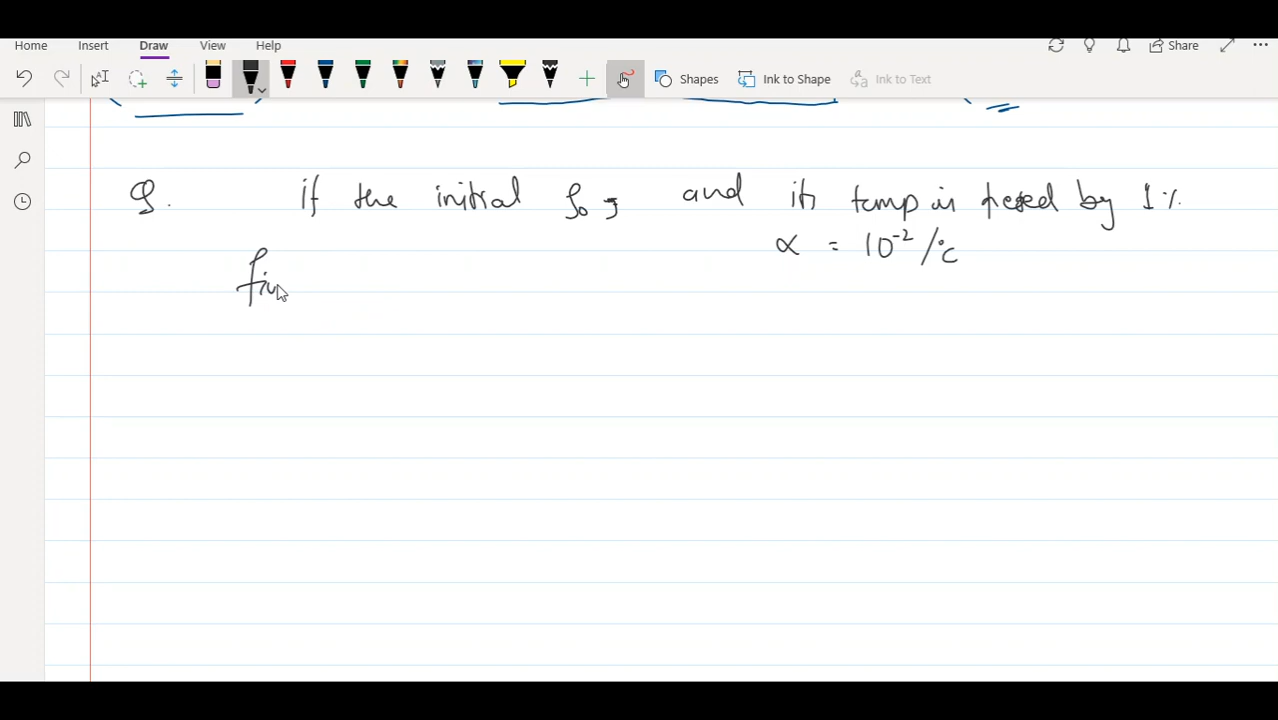 Home Insert Draw View Help Share
Shapes Ink to Shape Ink to Text
Q. if the initial ρ₀, and its temp is by 1%
α = 10⁻² /°c
fin